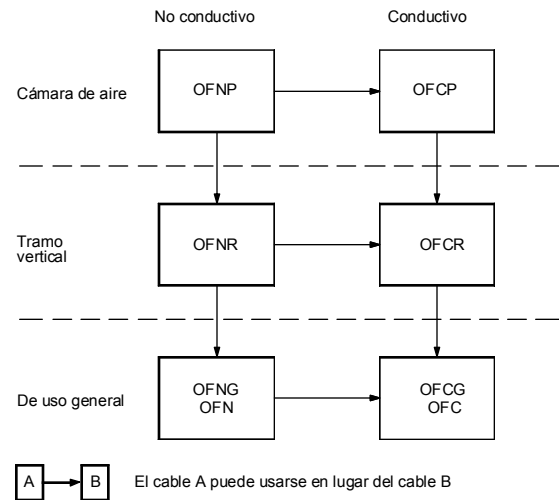 No conductivo Conductivo
Cámara de aire OFNP OFCP
Tramo vertical OFNR OFCR
De uso general OFNG OFN OFCG OFC
A B El cable A puede usarse en lugar del cable B